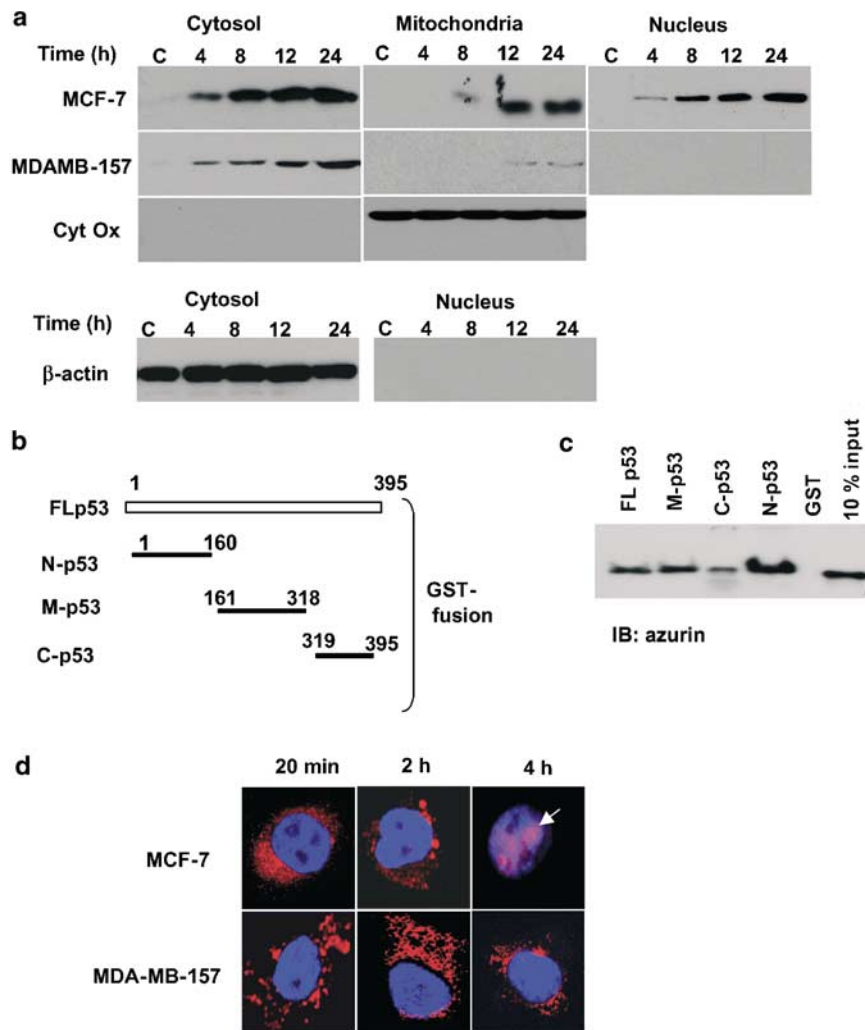 a
Cytosol Mitochondria Nucleus
Time (h) C 4 8 12 24 C 4 8 12 24 C 4 8 12 24
MCF-7
MDAMB-157
Cyt Ox
Cytosol Nucleus
Time (h) C 4 8 12 24 C 4 8 12 24
β-actin
b
1 395
FLp53
1 160
N-p53
161 318
M-p53
319 395
C-p53
GST-
fusion
c
FL p53 M-p53 C-p53 N-p53 GST 10 % input
IB: azurin
d
20 min 2 h 4 h
MCF-7
MDA-MB-157